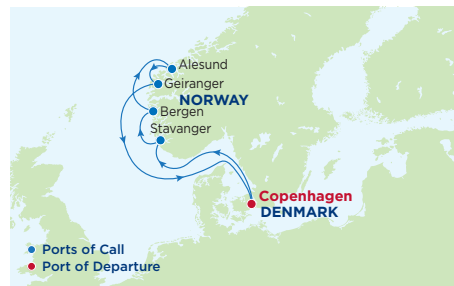 Alesund
Geiranger
NORWAY
Bergen
Stavanger
Copenhagen
DENMARK
Ports of Call
Port of Departure